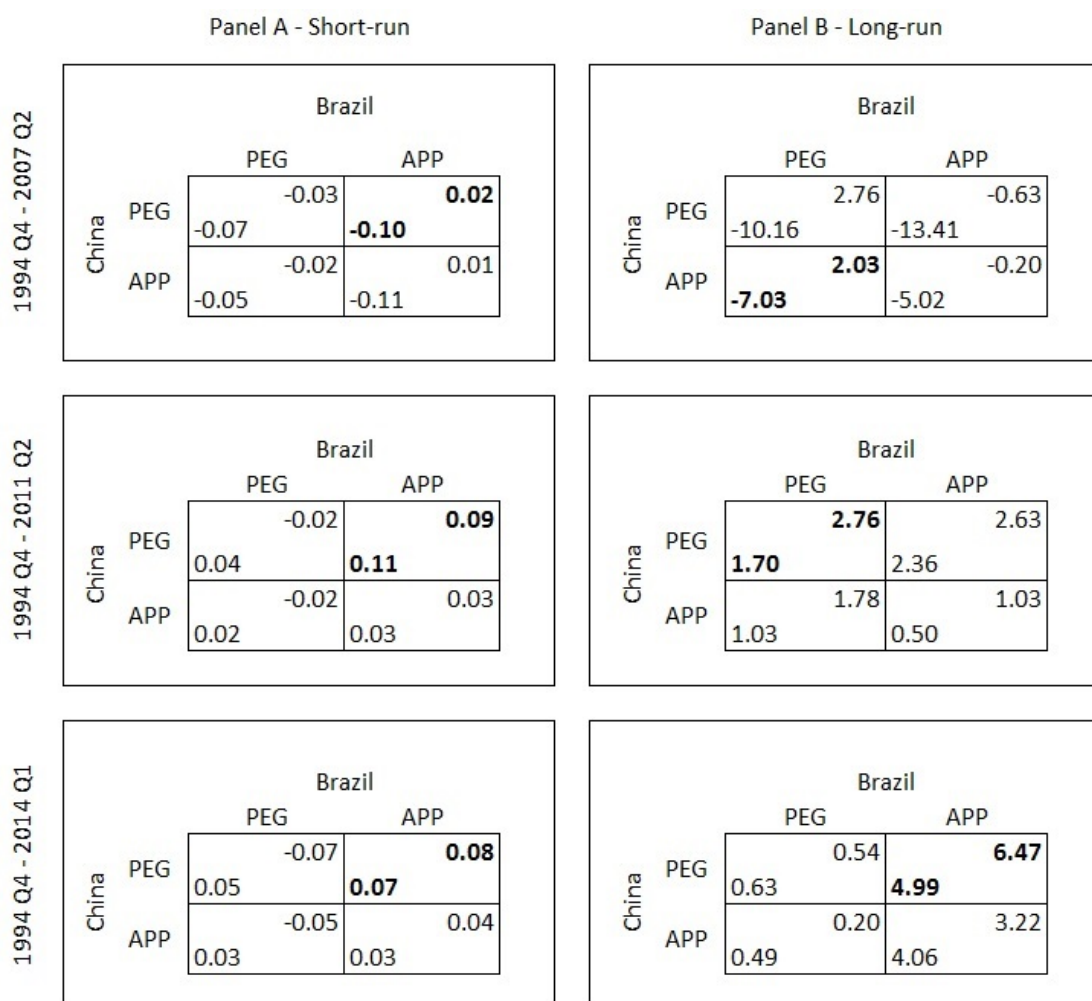 Panel A - Short-run
Panel B - Long-run
1994 Q4 - 2007 Q2
Brazil
PEG APP
China
PEG
-0.03 0.02
-0.07 -0.10
APP
-0.02 0.01
-0.05 -0.11
Brazil
PEG APP
China
PEG
2.76 -0.63
-10.16 -13.41
APP
2.03 -0.20
-7.03 -5.02
1994 Q4 - 2011 Q2
Brazil
PEG APP
China
PEG
-0.02 0.09
0.04 0.11
APP
-0.02 0.03
0.02 0.03
Brazil
PEG APP
China
PEG
2.76 2.63
1.70 2.36
APP
1.78 1.03
1.03 0.50
1994 Q4 - 2014 Q1
Brazil
PEG APP
China
PEG
-0.07 0.08
0.05 0.07
APP
-0.05 0.04
0.03 0.03
Brazil
PEG APP
China
PEG
0.54 6.47
0.63 4.99
APP
0.20 3.22
0.49 4.06